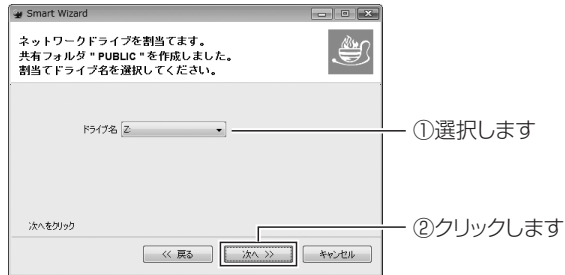 Smart Wizard
ネットワークドライブを割当てます。
共有フォルダ "PUBLIC "を作成しました。
割当てドライブ名を選択してください。
ドライブ名 Z:
①選択します
次へをクリック
②クリックします
<< 戻る 次へ >> キャンセル